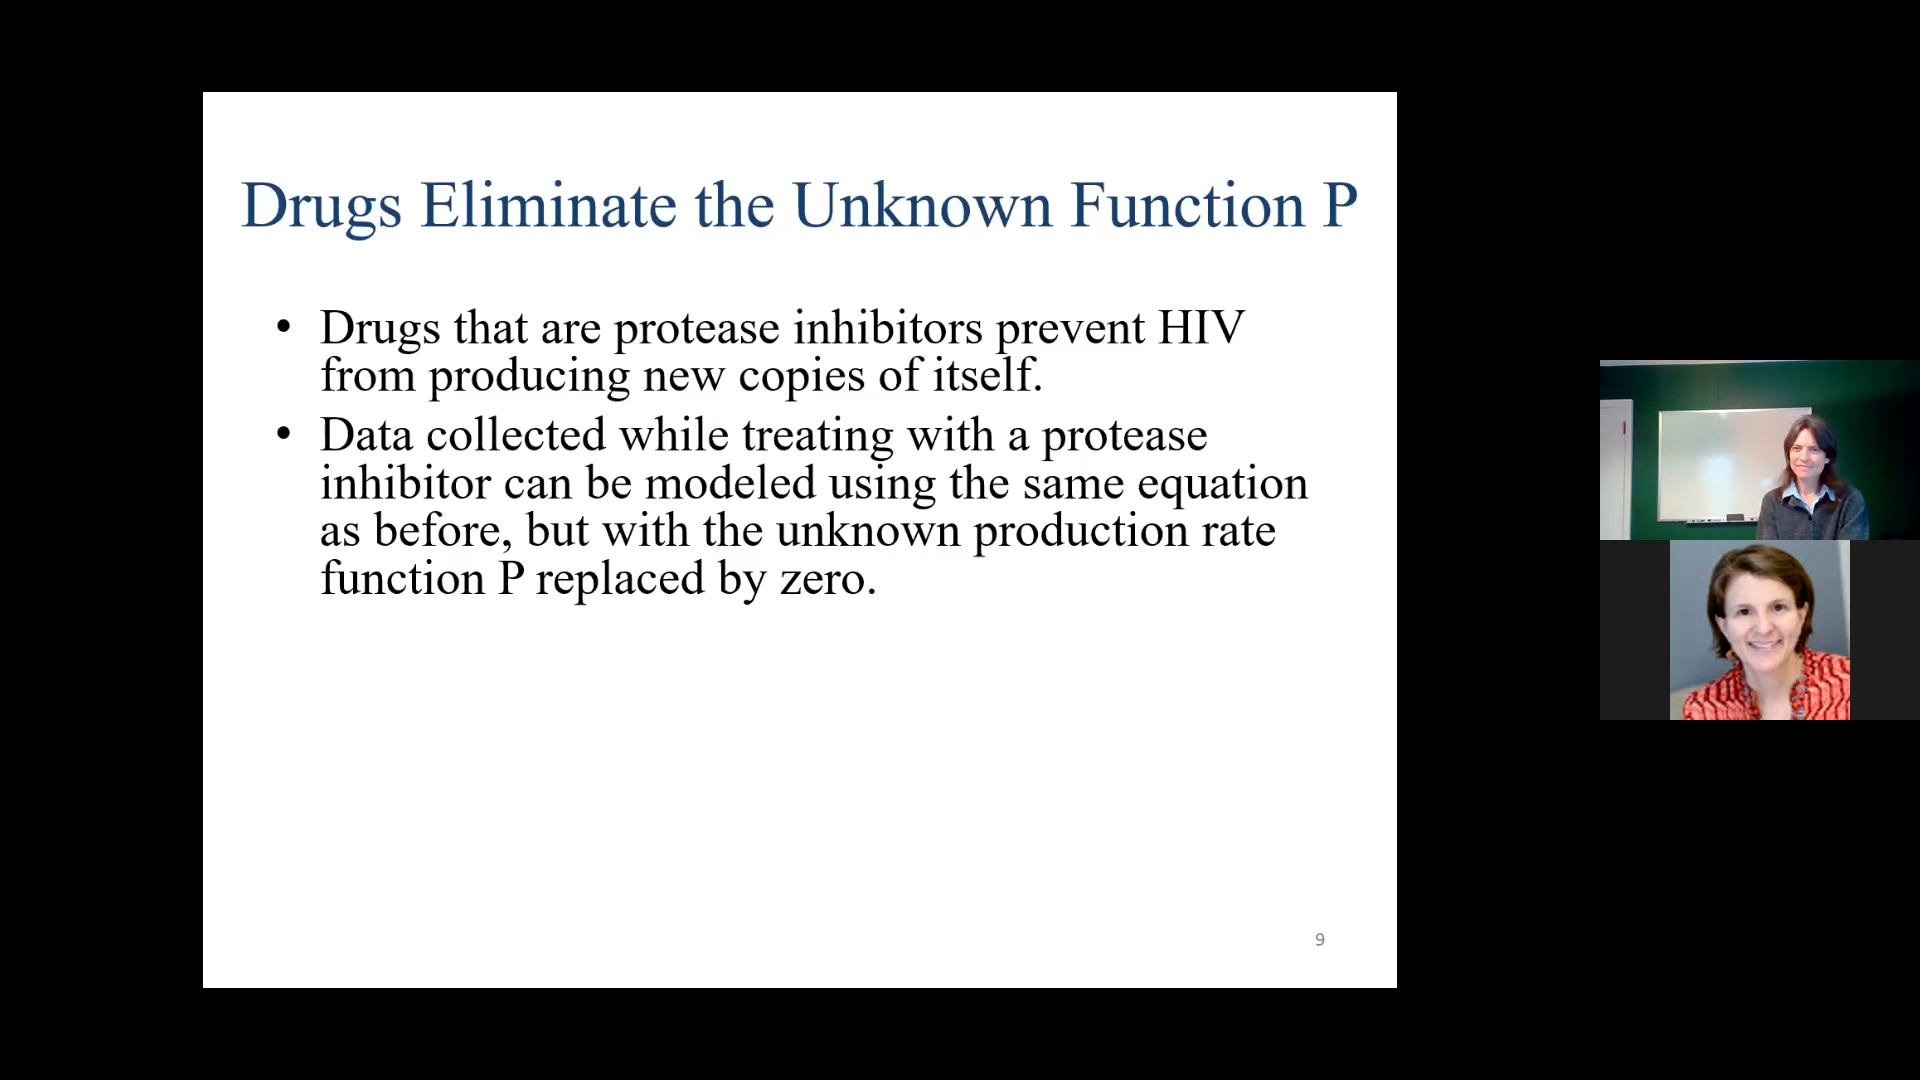 Drugs Eliminate the Unknown Function P
• Drugs that are protease inhibitors prevent HIV
from producing new copies of itself.
• Data collected while treating with a protease
inhibitor can be modeled using the same equation
as before, but with the unknown production rate
function P replaced by zero.
9